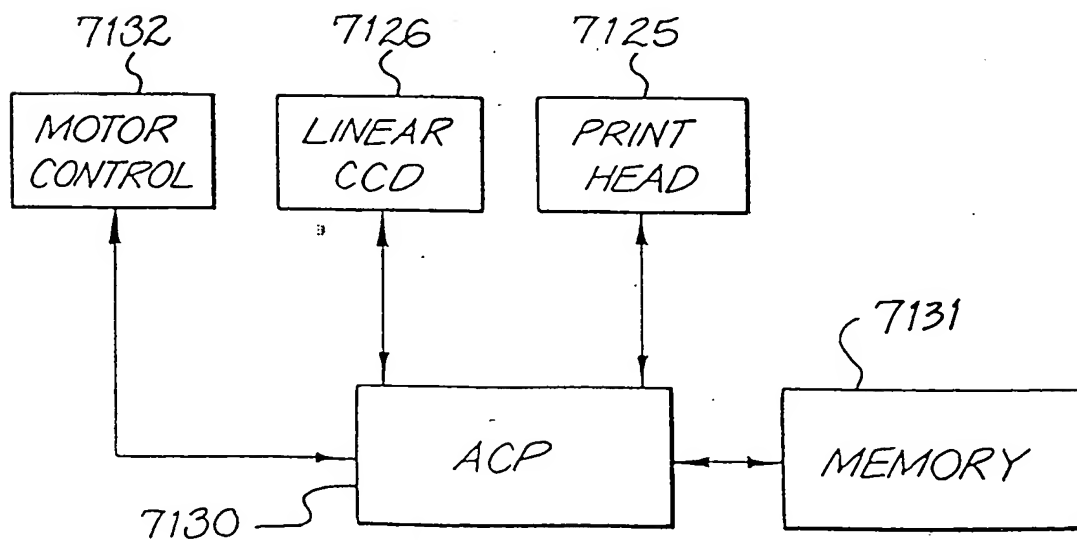 7132
7126
7125
MOTOR
CONTROL
LINEAR
CCD
PRINT
HEAD
7131
ACP
MEMORY
7130